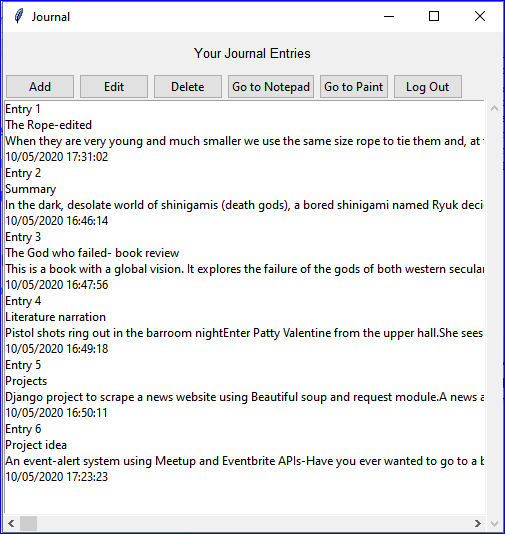 Journal
Your Journal Entries
Add Edit Delete Go to Notepad Go to Paint Log Out
Entry 1
The Rope-edited
When they are very young and much smaller we use the same size rope to tie them and, at
10/05/2020 17:31:02
Entry 2
Summary
In the dark, desolate world of shinigamis (death gods), a bored shinigami named Ryuk deci
10/05/2020 16:46:14
Entry 3
The God who failed- book review
This is a book with a global vision. It explores the failure of the gods of both western secular
10/05/2020 16:47:56
Entry 4
Literature narration
Pistol shots ring out in the barroom nightEnter Patty Valentine from the upper hall.She sees
10/05/2020 16:49:18
Entry 5
Projects
Django project to scrape a news website using Beautiful soup and request module.A news a
10/05/2020 16:50:11
Entry 6
Project idea
An event-alert system using Meetup and Eventbrite APIs-Have you ever wanted to go to a b
10/05/2020 17:23:23